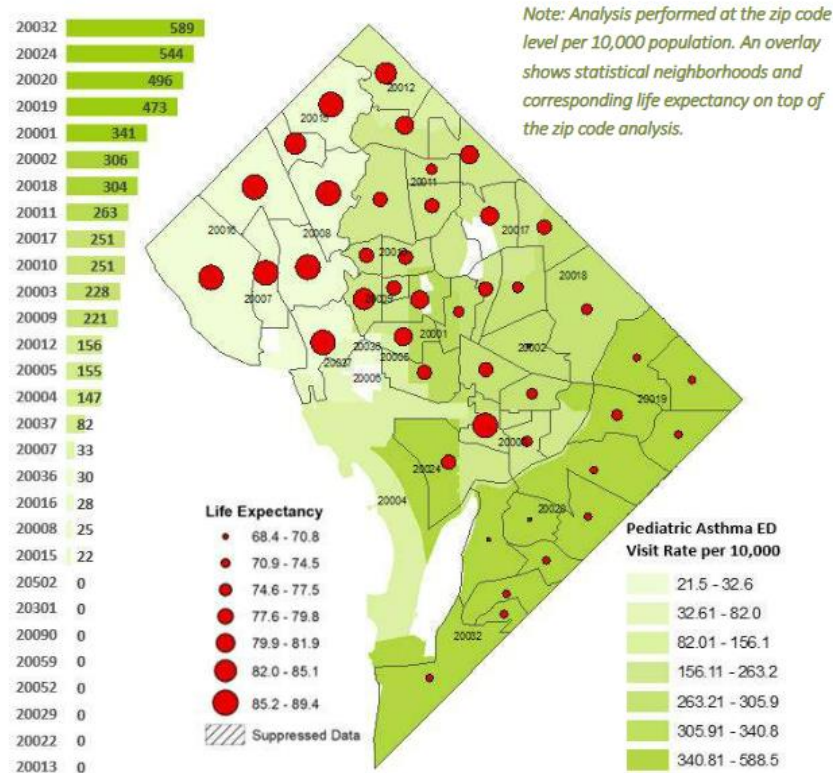 Note: Analysis performed at the zip code
level per 10,000 population. An overlay
shows statistical neighborhoods and
corresponding life expectancy on top of
the zip code analysis.
20032 589
20024 544
20020 496
20019 473
20001 341
20002 306
20018 304
20011 263
20017 251
20010 251
20003 228
20009 221
20012 156
20005 155
20004 147
20037 82
20007 33
20036 30
20016 28
20008 25
20015 22
20502 0
20301 0
20090 0
20059 0
20052 0
20029 0
20022 0
20013 0
20012
20011
20016
20008
20017
20018
20007
20001
20036
20002
20037
20019
20024
20004
20032
Life Expectancy
68.4 - 70.8
70.9 - 74.5
74.6 - 77.5
77.6 - 79.8
79.9 - 81.9
82.0 - 85.1
85.2 - 89.4
Suppressed Data
Pediatric Asthma ED
Visit Rate per 10,000
21.5 - 32.6
32.61 - 82.0
82.01 - 156.1
156.11 - 263.2
263.21 - 305.9
305.91 - 340.8
340.81 - 588.5